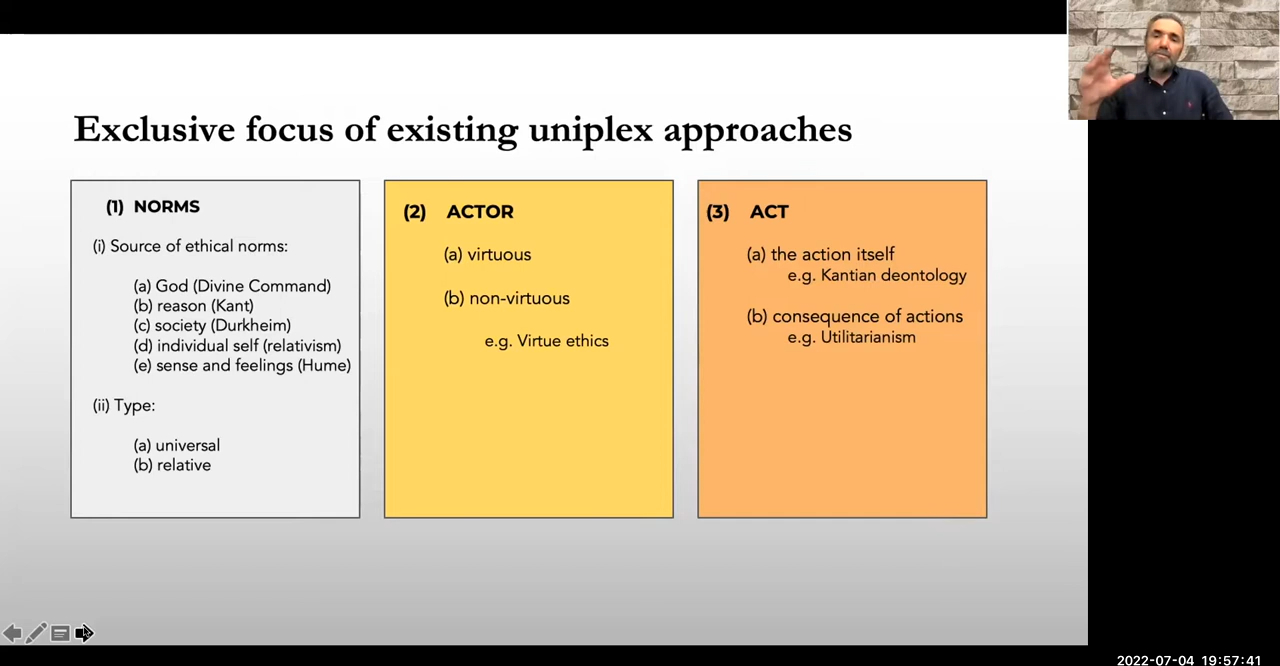 Exclusive focus of existing uniplex approaches
(1) NORMS
(i) Source of ethical norms:
(a) God (Divine Command)
(b) reason (Kant)
(c) society (Durkheim)
(d) individual self (relativism)
(e) sense and feelings (Hume)
(ii) Type:
(a) universal
(b) relative
(2) ACTOR
(a) virtuous
(b) non-virtuous
e.g. Virtue ethics
(3) ACT
(a) the action itself
e.g. Kantian deontology
(b) consequence of actions
e.g. Utilitarianism
2022-07-04 19:57:41